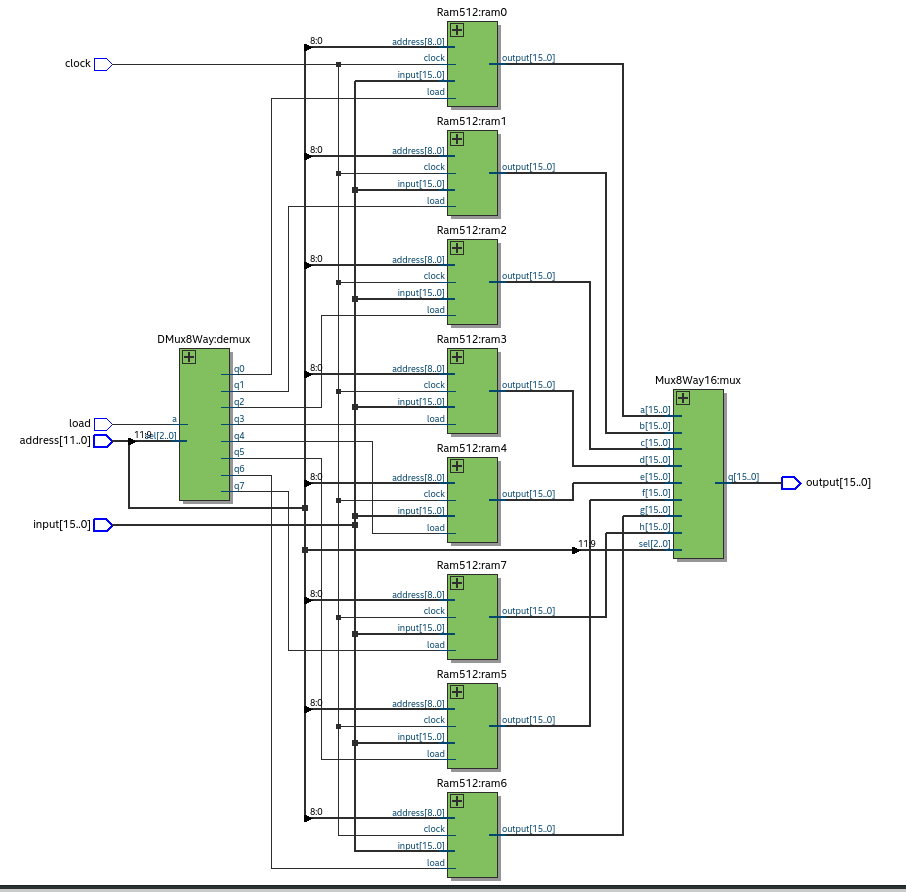 Ram512:ram0
8:0 address[8..0]
clock clock output[15..0]
input[15..0]
load
Ram512:ram1
8:0 address[8..0]
clock output[15..0]
input[15..0]
load
Ram512:ram2
8:0 address[8..0]
clock output[15..0]
input[15..0]
load
DMux8Way:demux Ram512:ram3
q0 8:0 address[8..0]
q1 clock output[15..0]
q2 input[15..0]
load a q3 load
address[11..0] 11:9 sel[2..0] q4
Mux8Way16:mux
a[15..0]
b[15..0]
c[15..0]
d[15..0]
Ram512:ram4
q5
q6 8:0 address[8..0] e[15..0] q[15..0] output[15..0]
q7 clock output[15..0] f[15..0]
input[15..0] input[15..0] g[15..0]
load h[15..0]
11:9 sel[2..0]
Ram512:ram7
8:0 address[8..0]
clock output[15..0]
input[15..0]
load
Ram512:ram5
8:0 address[8..0]
clock output[15..0]
input[15..0]
load
Ram512:ram6
8:0 address[8..0]
clock output[15..0]
input[15..0]
load